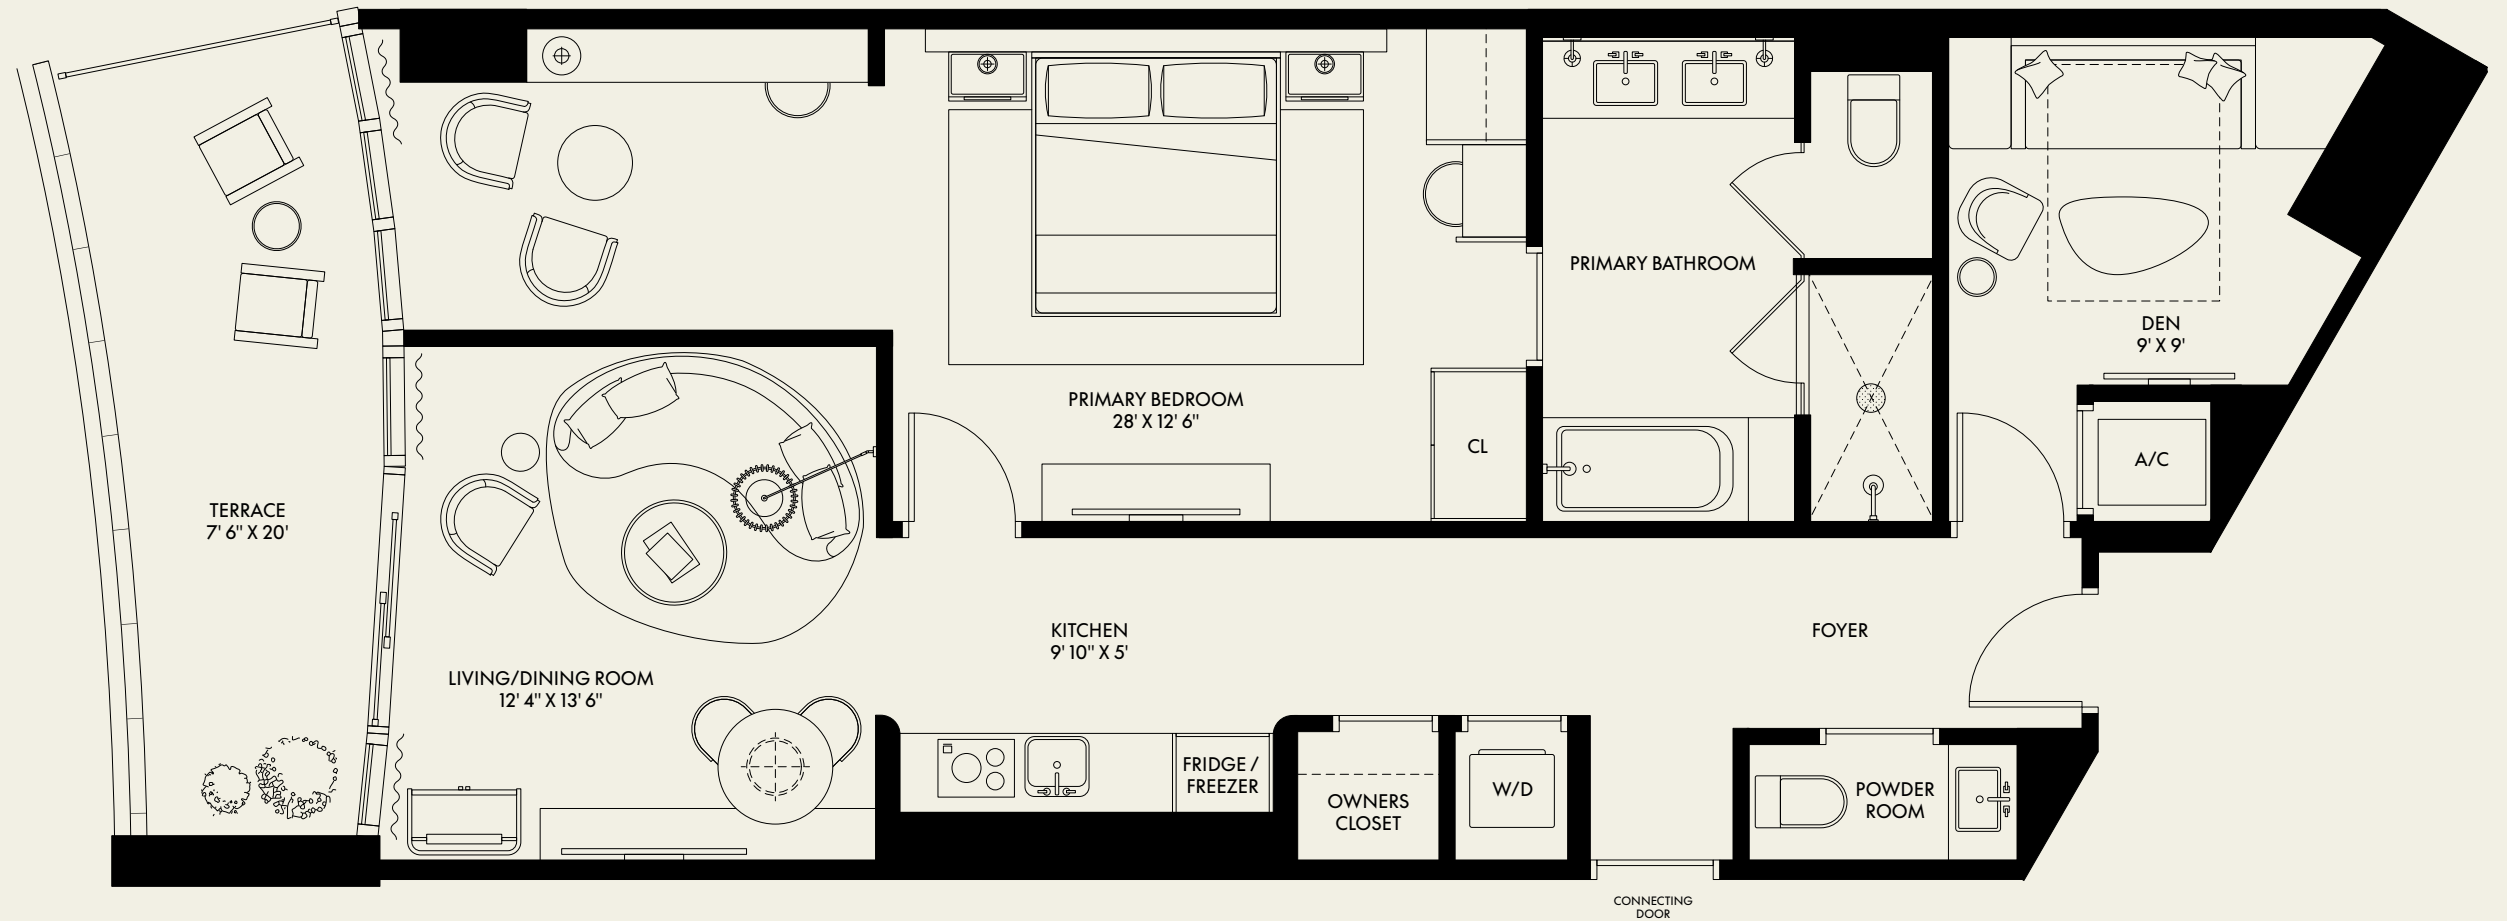 PRIMARY BATHROOM
DEN
9' X 9'
PRIMARY BEDROOM
28' X 12' 6"
CL
A/C
X
TERRACE
7' 6" X 20'
KITCHEN
9' 10" X 5'
FOYER
LIVING/DINING ROOM
12' 4" X 13' 6"
FRIDGE /
FREEZER
OWNERS
CLOSET
W/D
POWDER
ROOM
CONNECTING
DOOR